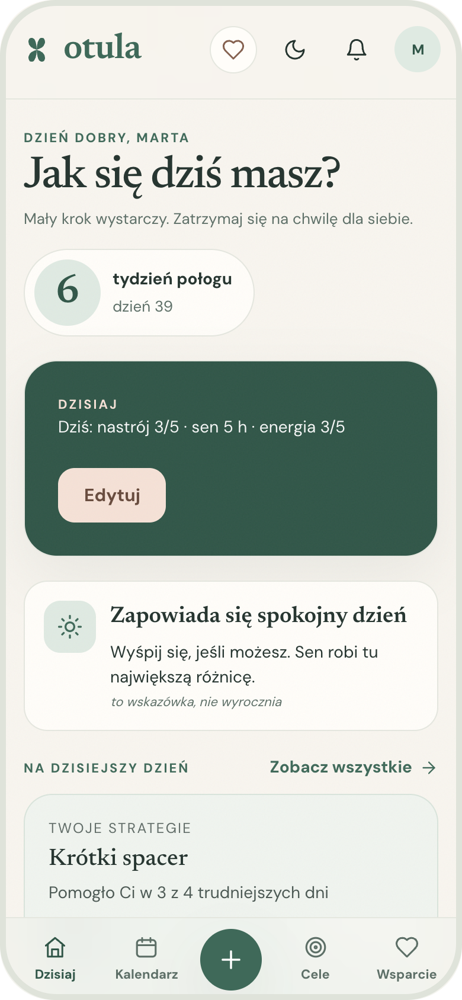 otula
M
DZIEŃ DOBRY, MARTA
Jak się dziś masz?
Mały krok wystarczy. Zatrzymaj się na chwilę dla siebie.
6
tydzień połogu
dzień 39
DZISIAJ
Dziś: nastrój 3/5 · sen 5 h · energia 3/5
Edytuj
Zapowiada się spokojny dzień
Wyśpij się, jeśli możesz. Sen robi tu
największą różnicę.
to wskazówka, nie wyrocznia
NA DZISIEJSZY DZIEŃ
Zobacz wszystkie →
TWOJE STRATEGIE
Krótki spacer
Pomogło Ci w 3 z 4 trudniejszych dni
Dzisiaj
Kalendarz
Cele
Wsparcie